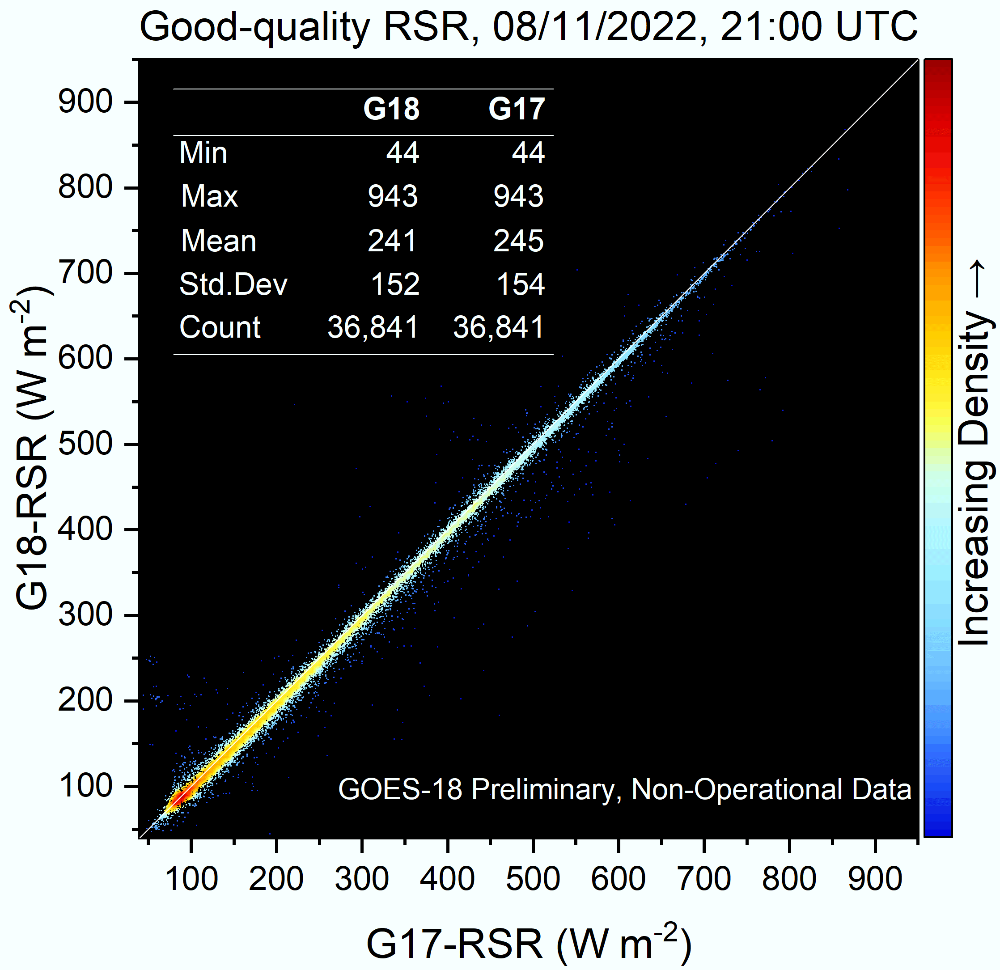 Good-quality RSR, 08/11/2022, 21:00 UTC
G18 G17
Min 44 44
Max 943 943
Mean 241 245
Std.Dev 152 154
Count 36,841 36,841
GOES-18 Preliminary, Non-Operational Data
G18-RSR (W m⁻²)
900
800
700
600
500
400
300
200
100
100 200 300 400 500 600 700 800 900
G17-RSR (W m⁻²)
Increasing Density →